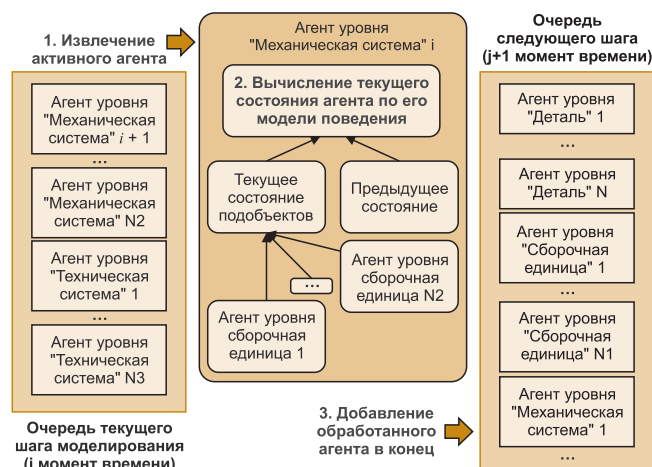 1. Извлечение
активного агента
Агент уровня
"Механическая
система" i + 1
...
Агент уровня
"Механическая
система" N2
Агент уровня
"Техническая
система" 1
...
Агент уровня
"Техническая
система" N3
Очередь текущего
шага моделирования
(j момент времени)
Агент уровня
"Механическая система" i
2. Вычисление текущего
состояния агента по его
модели поведения
Текущее
состояние
подобъектов
Предыдущее
состояние
Агент уровня
сборочная
единица 1
...
Агент уровня
сборочная
единица N2
3. Добавление
обработанного
агента в конец
Очередь
следующего шага
(j+1 момент времени)
Агент уровня
"Деталь" 1
...
Агент уровня
"Деталь" N
Агент уровня
"Сборочная
единица" 1
...
Агент уровня
"Сборочная
единица" N1
Агент уровня
"Механическая
система" 1
...